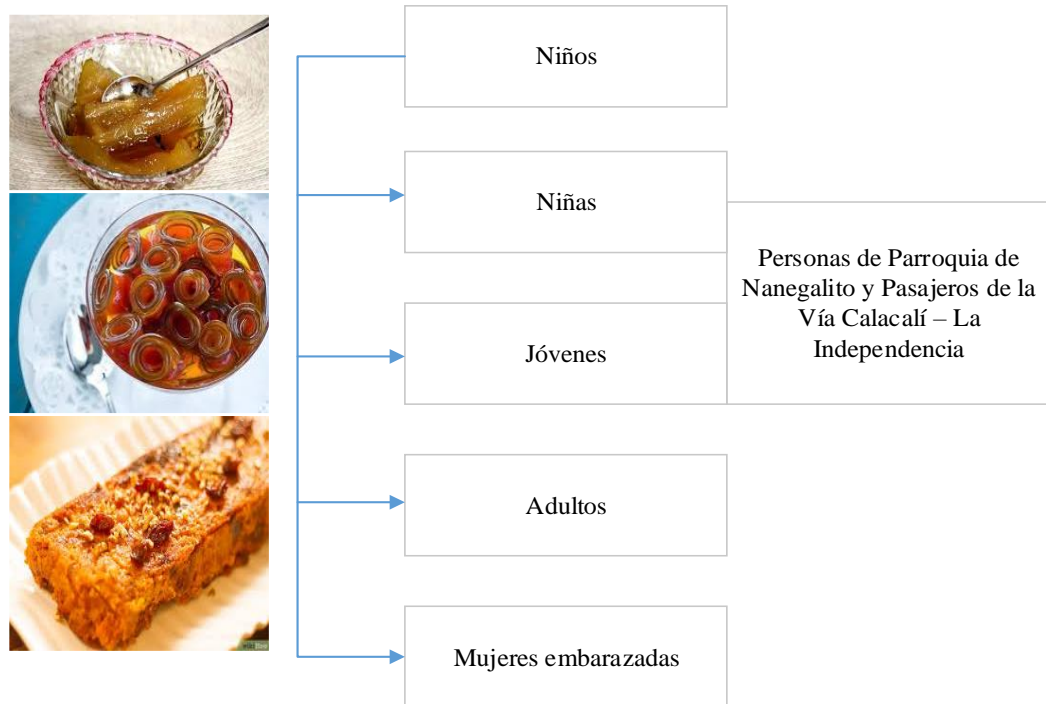 Niños
Niñas
Personas de Parroquia de
Nanegalito y Pasajeros de la
Vía Calacalí – La
Independencia
Jóvenes
Adultos
Mujeres embarazadas